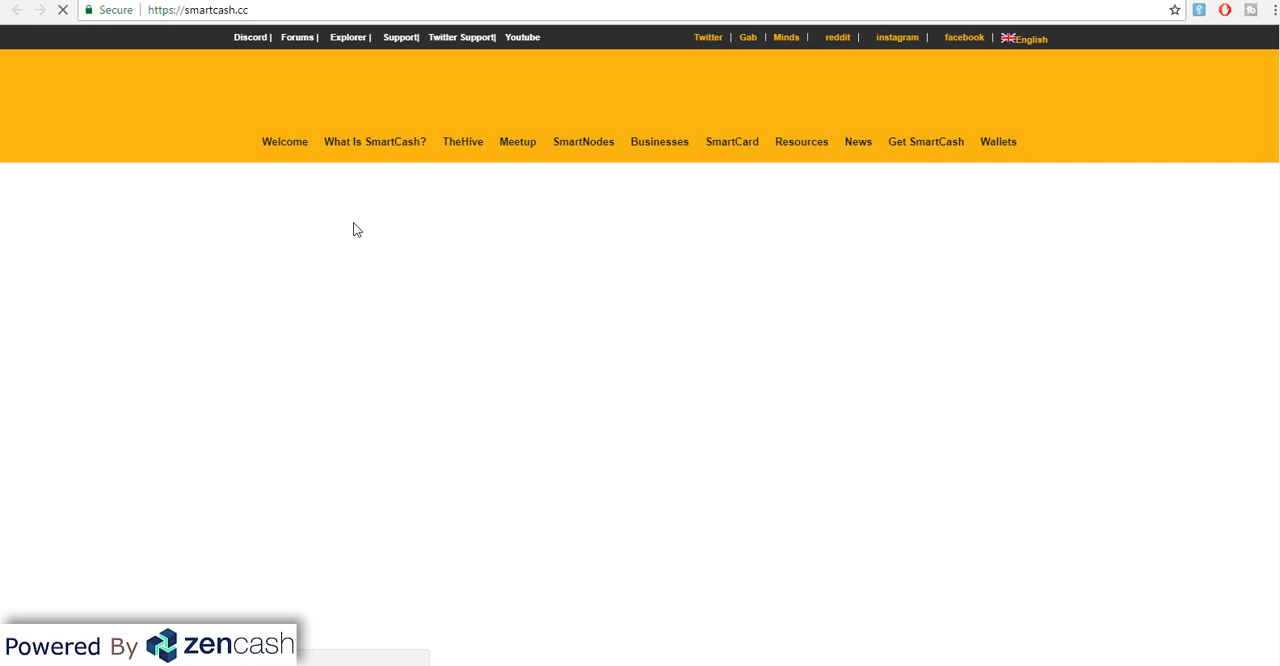 Secure | https://smartcash.cc
Discord | Forums | Explorer | Support| Twitter Support| Youtube Twitter | Gab | Minds | reddit | instagram | facebook | English
Welcome What Is SmartCash? TheHive Meetup SmartNodes Businesses SmartCard Resources News Get SmartCash Wallets
Powered By zencash